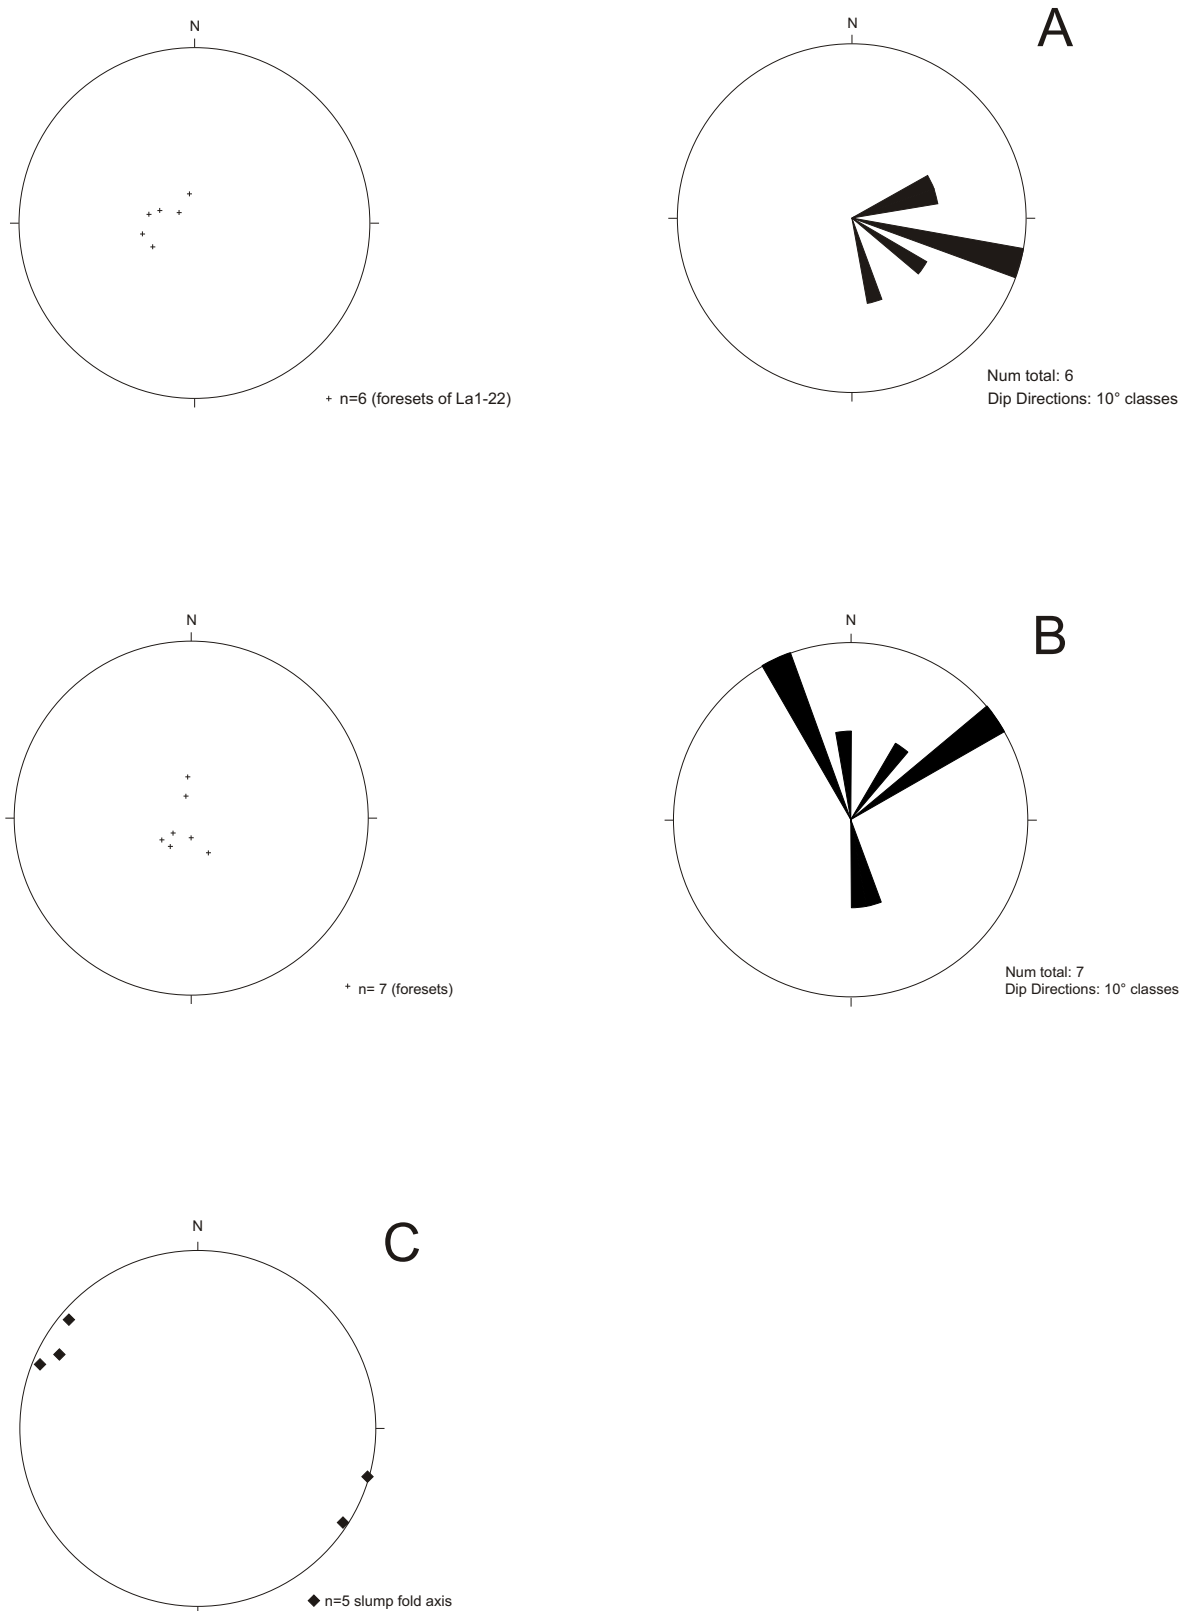 N
N
A
+ n=6 (foresets of La1-22)
Num total: 6
Dip Directions: 10° classes
N
N
B
+ n= 7 (foresets)
Num total: 7
Dip Directions: 10° classes
N
C
◆ n=5 slump fold axis